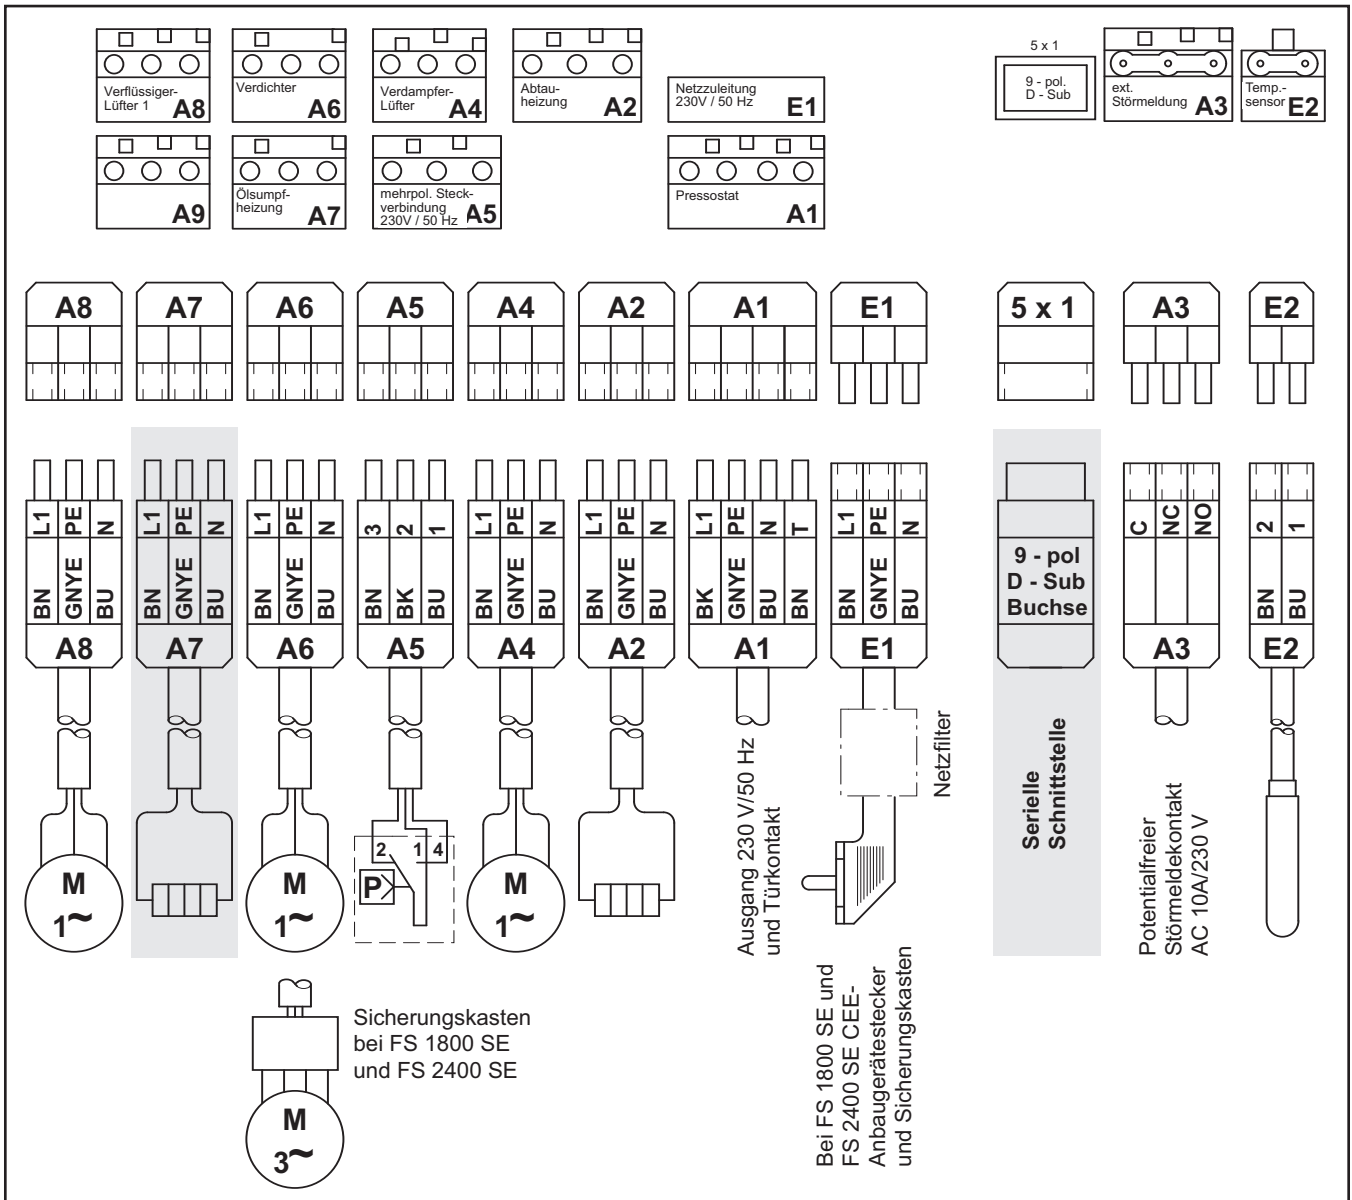 Verflüssiger-
Lüfter 1 A8
Verdichter
A6
Verdampfer-
Lüfter A4
Abtau-
heizung A2
Netzzuleitung
230V / 50 Hz E1
5 x 1
9 - pol.
D - Sub
ext.
Störmeldung A3
Temp.-
sensor E2
A9
Ölsumpf-
heizung A7
mehrpol. Steck-
verbindung
230V / 50 Hz A5
Pressostat
A1
A8 A7 A6 A5 A4 A2 A1 E1 5 x 1 A3 E2
L1 PE N
BN GNYE BU
A8
L1 PE N
BN GNYE BU
A7
L1 PE N
BN GNYE BU
A6
3 2 1
BN BK BU
A5
L1 PE N
BN GNYE BU
A4
L1 PE N
BN GNYE BU
A2
L1 PE N T
BK GNYE BU BN
A1
L1 PE N
BN GNYE BU
E1
9 - pol
D - Sub
Buchse
C NC NO
A3
2 1
BN BU
E2
M
1~
M
1~
2 1 4
P
M
1~
Ausgang 230 V/50 Hz
und Türkontakt
Netzfilter
Serielle
Schnittstelle
Potentialfreier
Störmeldekontakt
AC 10A/230 V
Sicherungskasten
bei FS 1800 SE
und FS 2400 SE
M
3~
Bei FS 1800 SE und
FS 2400 SE CEE-
Anbaugerätestecker
und Sicherungskasten